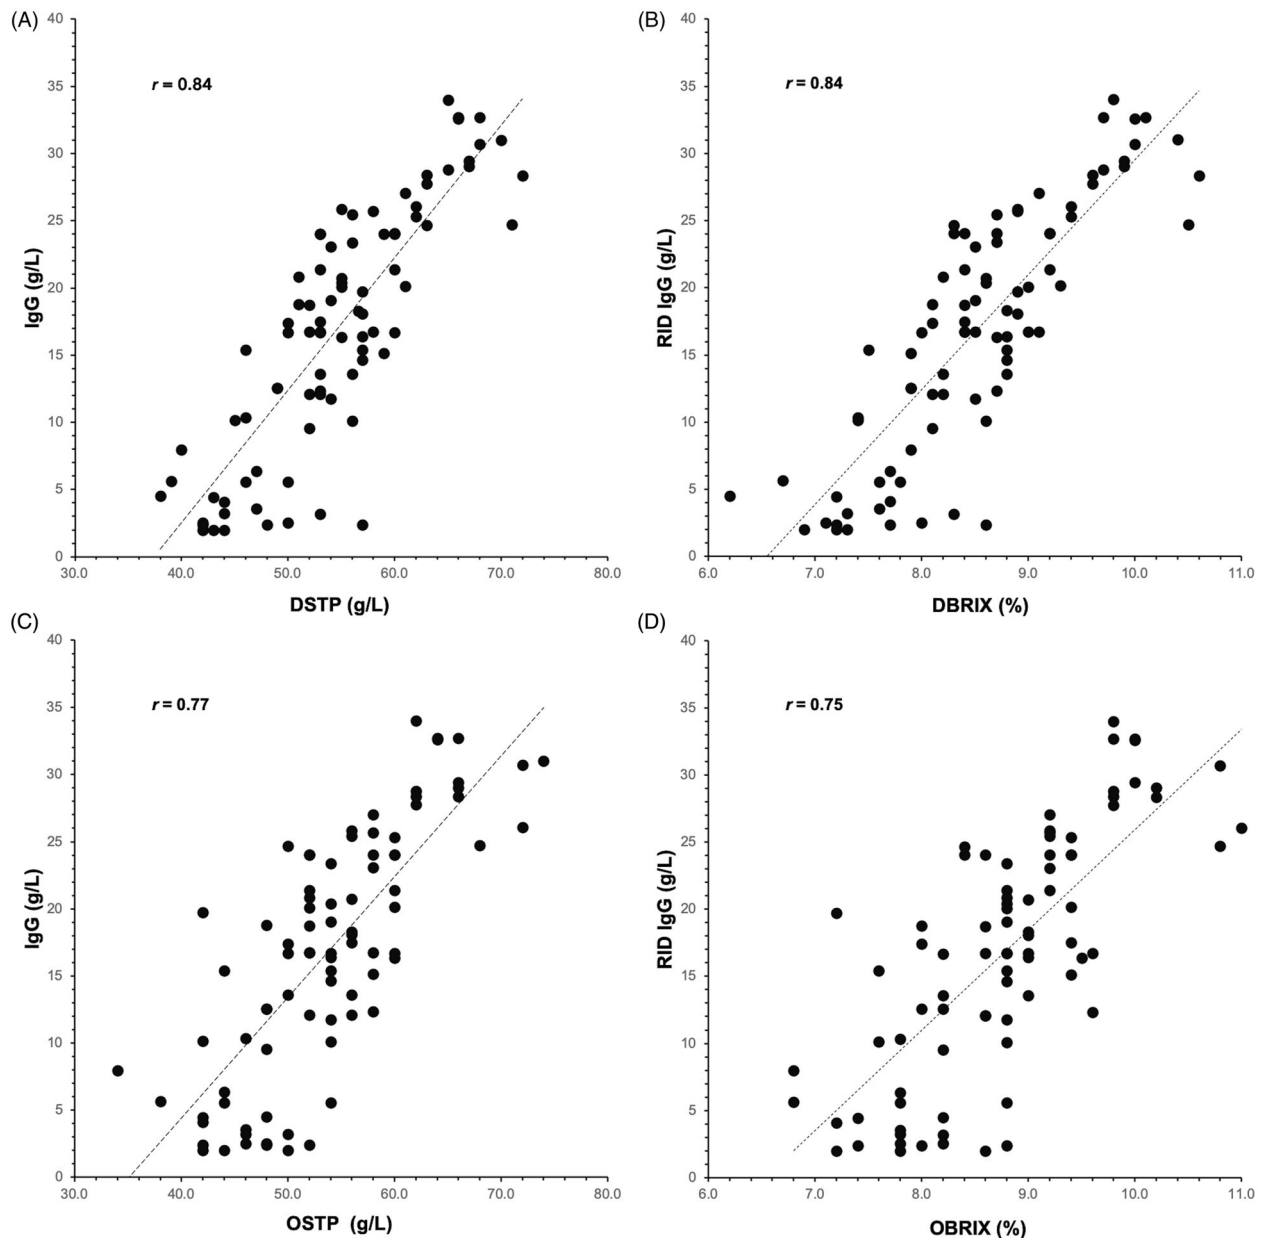 (A)
r = 0.84
IgG (g/L)
40
35
30
25
20
15
10
5
0
30.0 40.0 50.0 60.0 70.0 80.0
DSTP (g/L)
(B)
r = 0.84
RID IgG (g/L)
40
35
30
25
20
15
10
5
0
6.0 7.0 8.0 9.0 10.0 11.0
DBRIX (%)
(C)
r = 0.77
IgG (g/L)
40
35
30
25
20
15
10
5
0
30.0 40.0 50.0 60.0 70.0 80.0
OSTP (g/L)
(D)
r = 0.75
RID IgG (g/L)
40
35
30
25
20
15
10
5
0
6.0 7.0 8.0 9.0 10.0 11.0
OBRIX (%)